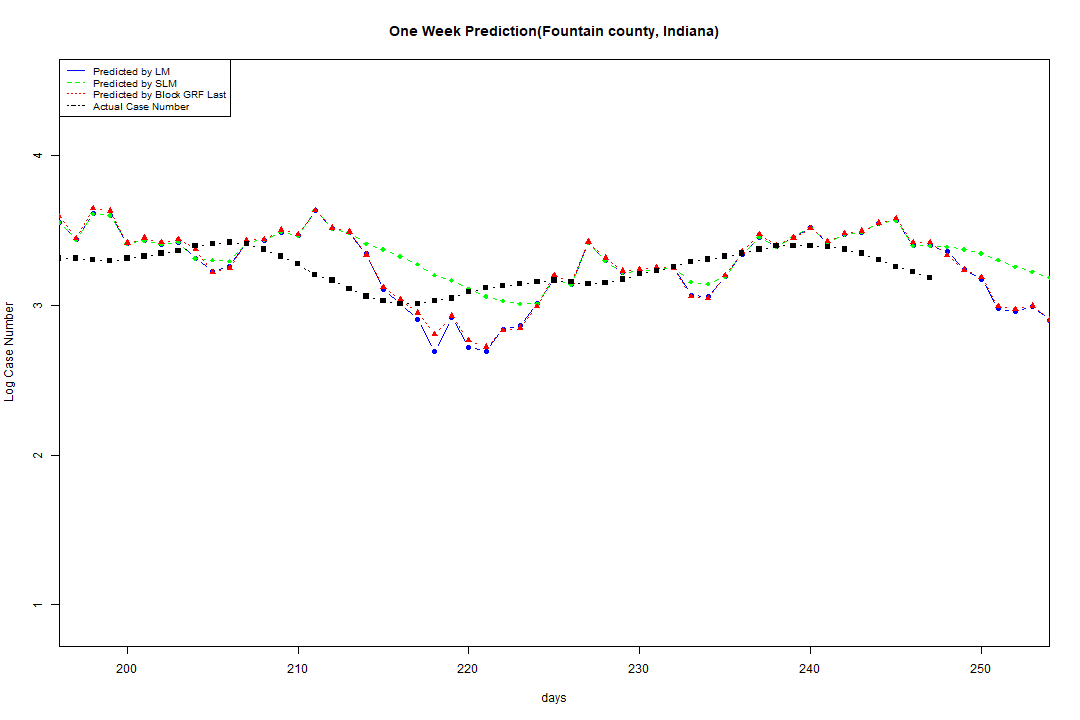 One Week Prediction(Fountain county, Indiana)
Predicted by LM
Predicted by SLM
Predicted by Block GRF Last
Actual Case Number
4
3
2
1
Log Case Number
200 210 220 230 240 250
days